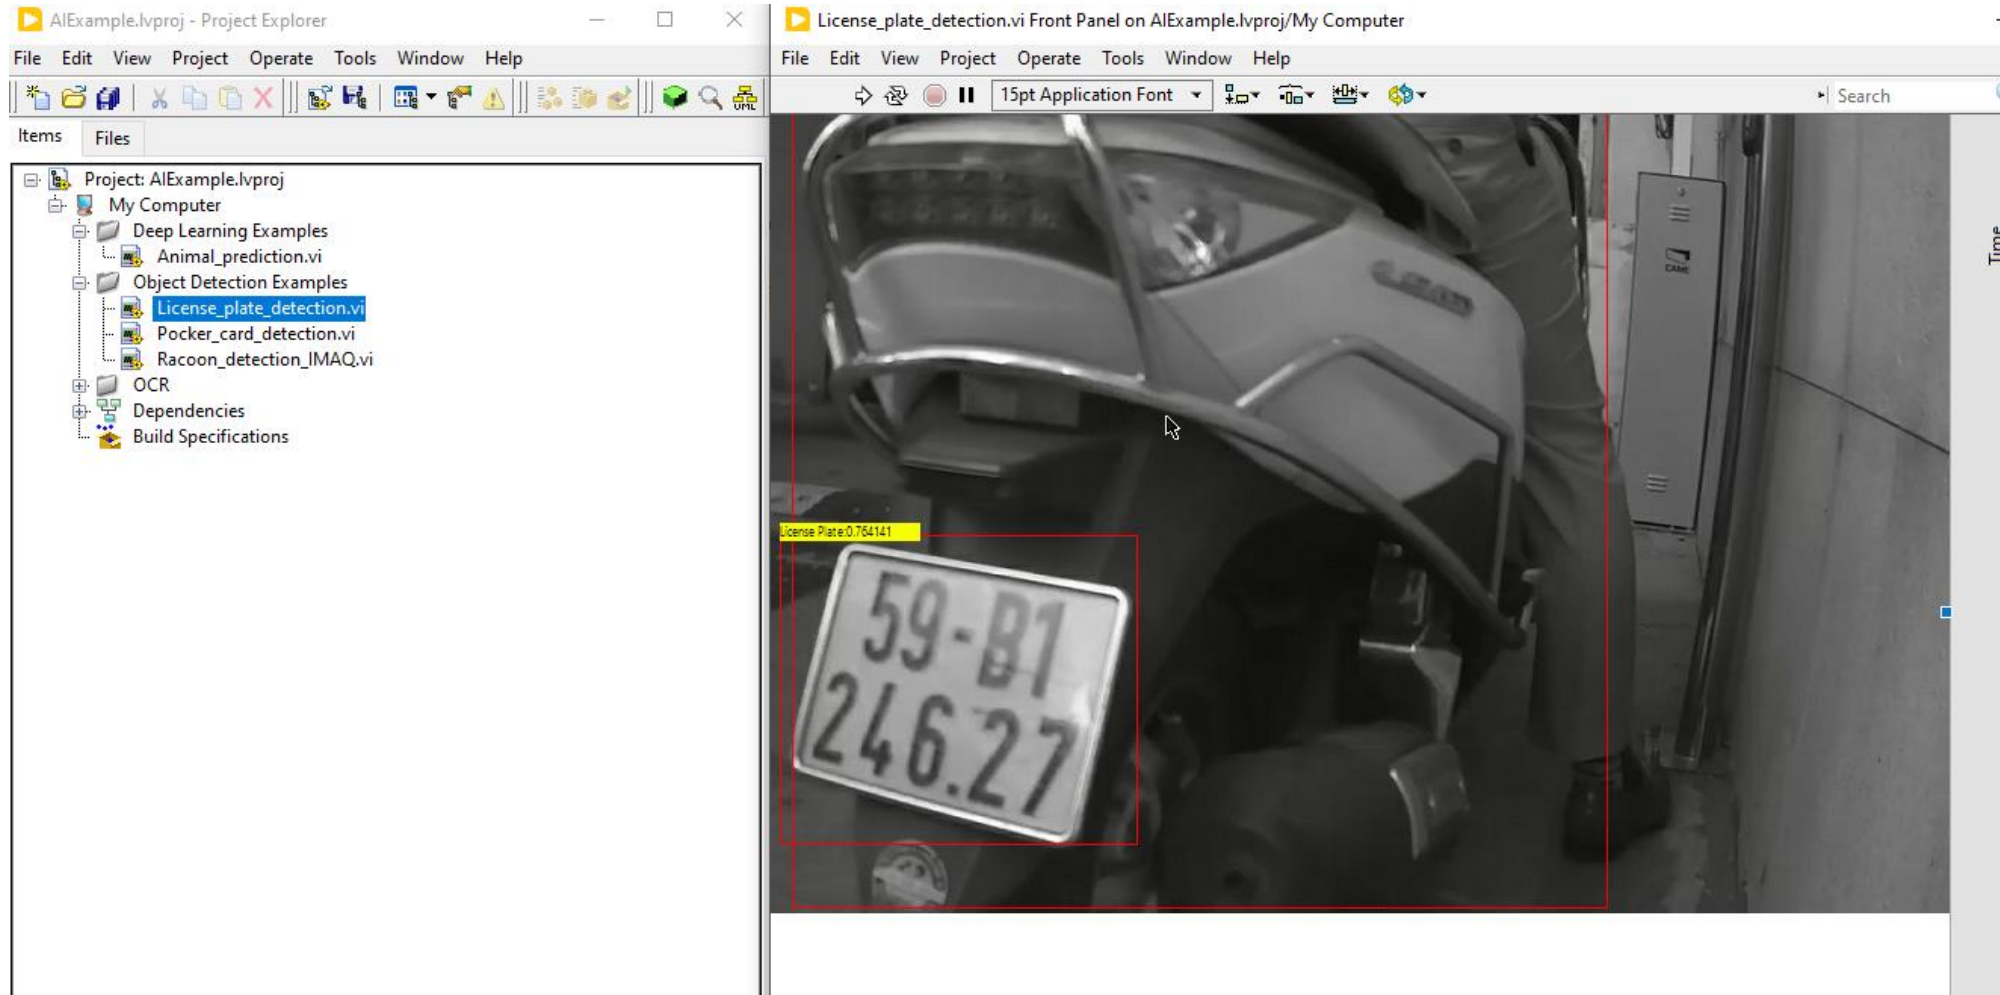 AIExample.lvproj - Project Explorer
File Edit View Project Operate Tools Window Help
UML
Items Files
Project: AIExample.lvproj
My Computer
Deep Learning Examples
Animal_prediction.vi
Object Detection Examples
License_plate_detection.vi
Pocker_card_detection.vi
Racoon_detection_IMAQ.vi
OCR
Dependencies
Build Specifications
License_plate_detection.vi Front Panel on AIExample.lvproj/My Computer
File Edit View Project Operate Tools Window Help
15pt Application Font
Search
CAME
Time
License Plate:0.764141
59-B1
246.27